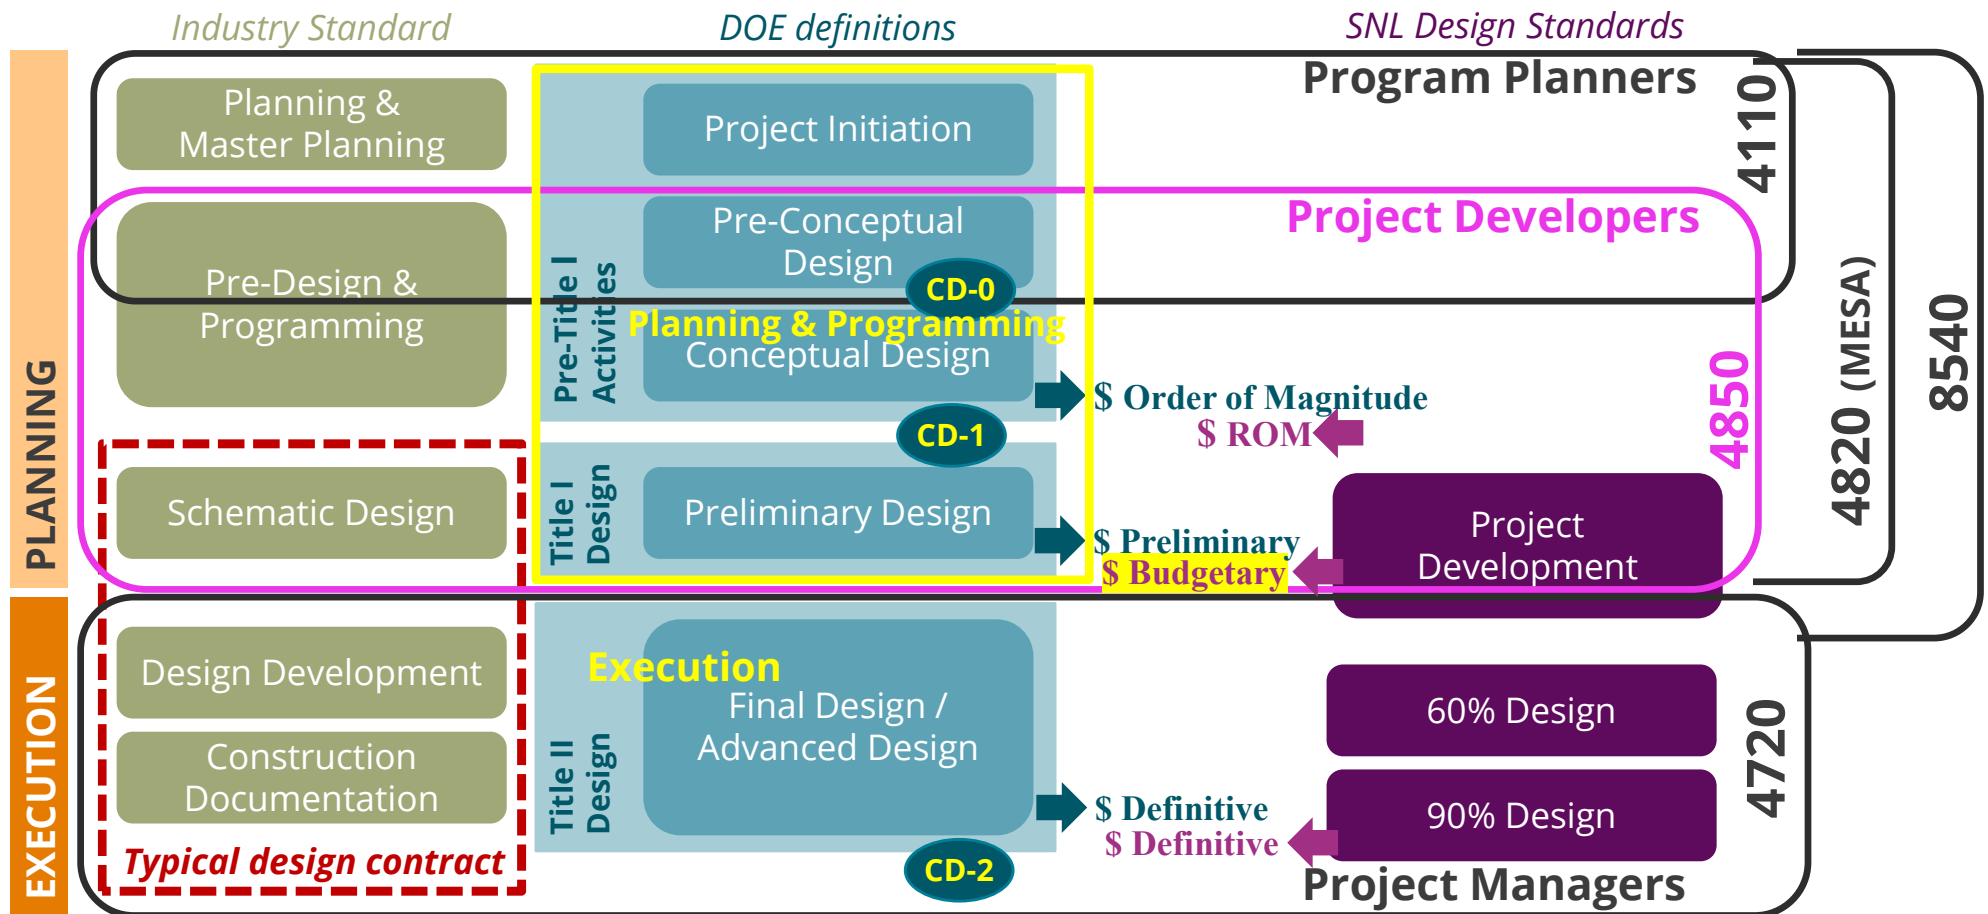 Industry Standard
DOE definitions
SNL Design Standards
PLANNING
Planning &
Master Planning
Project Initiation
Program Planners
4110
Pre-Design &
Programming
Pre-Title I
Activities
Pre-Conceptual
Design
CD-0
Planning & Programming
Conceptual Design
Project Developers
4850
4820 (MESA)
8540
$ Order of Magnitude
$ ROM
CD-1
Schematic Design
Title I
Design
Preliminary Design
$ Preliminary
$ Budgetary
Project
Development
EXECUTION
Design Development
Construction
Documentation
Typical design contract
Title II
Design
Execution
Final Design /
Advanced Design
CD-2
$ Definitive
$ Definitive
60% Design
90% Design
4720
Project Managers